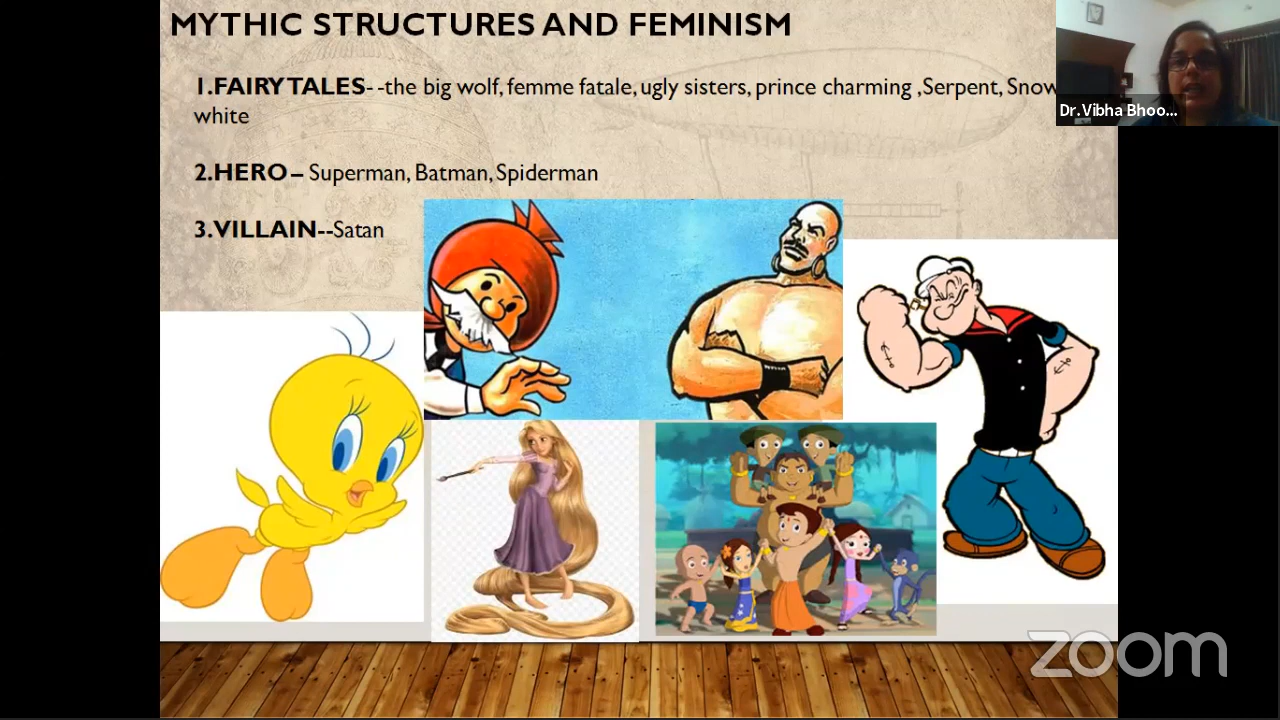 MYTHIC STRUCTURES AND FEMINISM
1.FAIRY TALES- -the big wolf, femme fatale, ugly sisters, prince charming ,Serpent, Snow
white
2.HERO – Superman, Batman, Spiderman
3.VILLAIN--Satan
Dr.Vibha Bhoo...
zoom